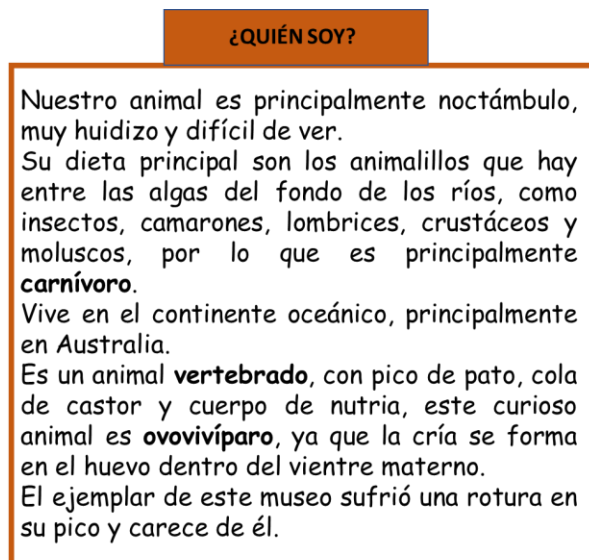 ¿QUIÉN SOY?
Nuestro animal es principalmente noctámbulo,
muy huidizo y difícil de ver.
Su dieta principal son los animalillos que hay
entre las algas del fondo de los ríos, como
insectos, camarones, lombrices, crustáceos y
moluscos, por lo que es principalmente
carnívoro.
Vive en el continente oceánico, principalmente
en Australia.
Es un animal vertebrado, con pico de pato, cola
de castor y cuerpo de nutria, este curioso
animal es ovovivíparo, ya que la cría se forma
en el huevo dentro del vientre materno.
El ejemplar de este museo sufrió una rotura en
su pico y carece de él.